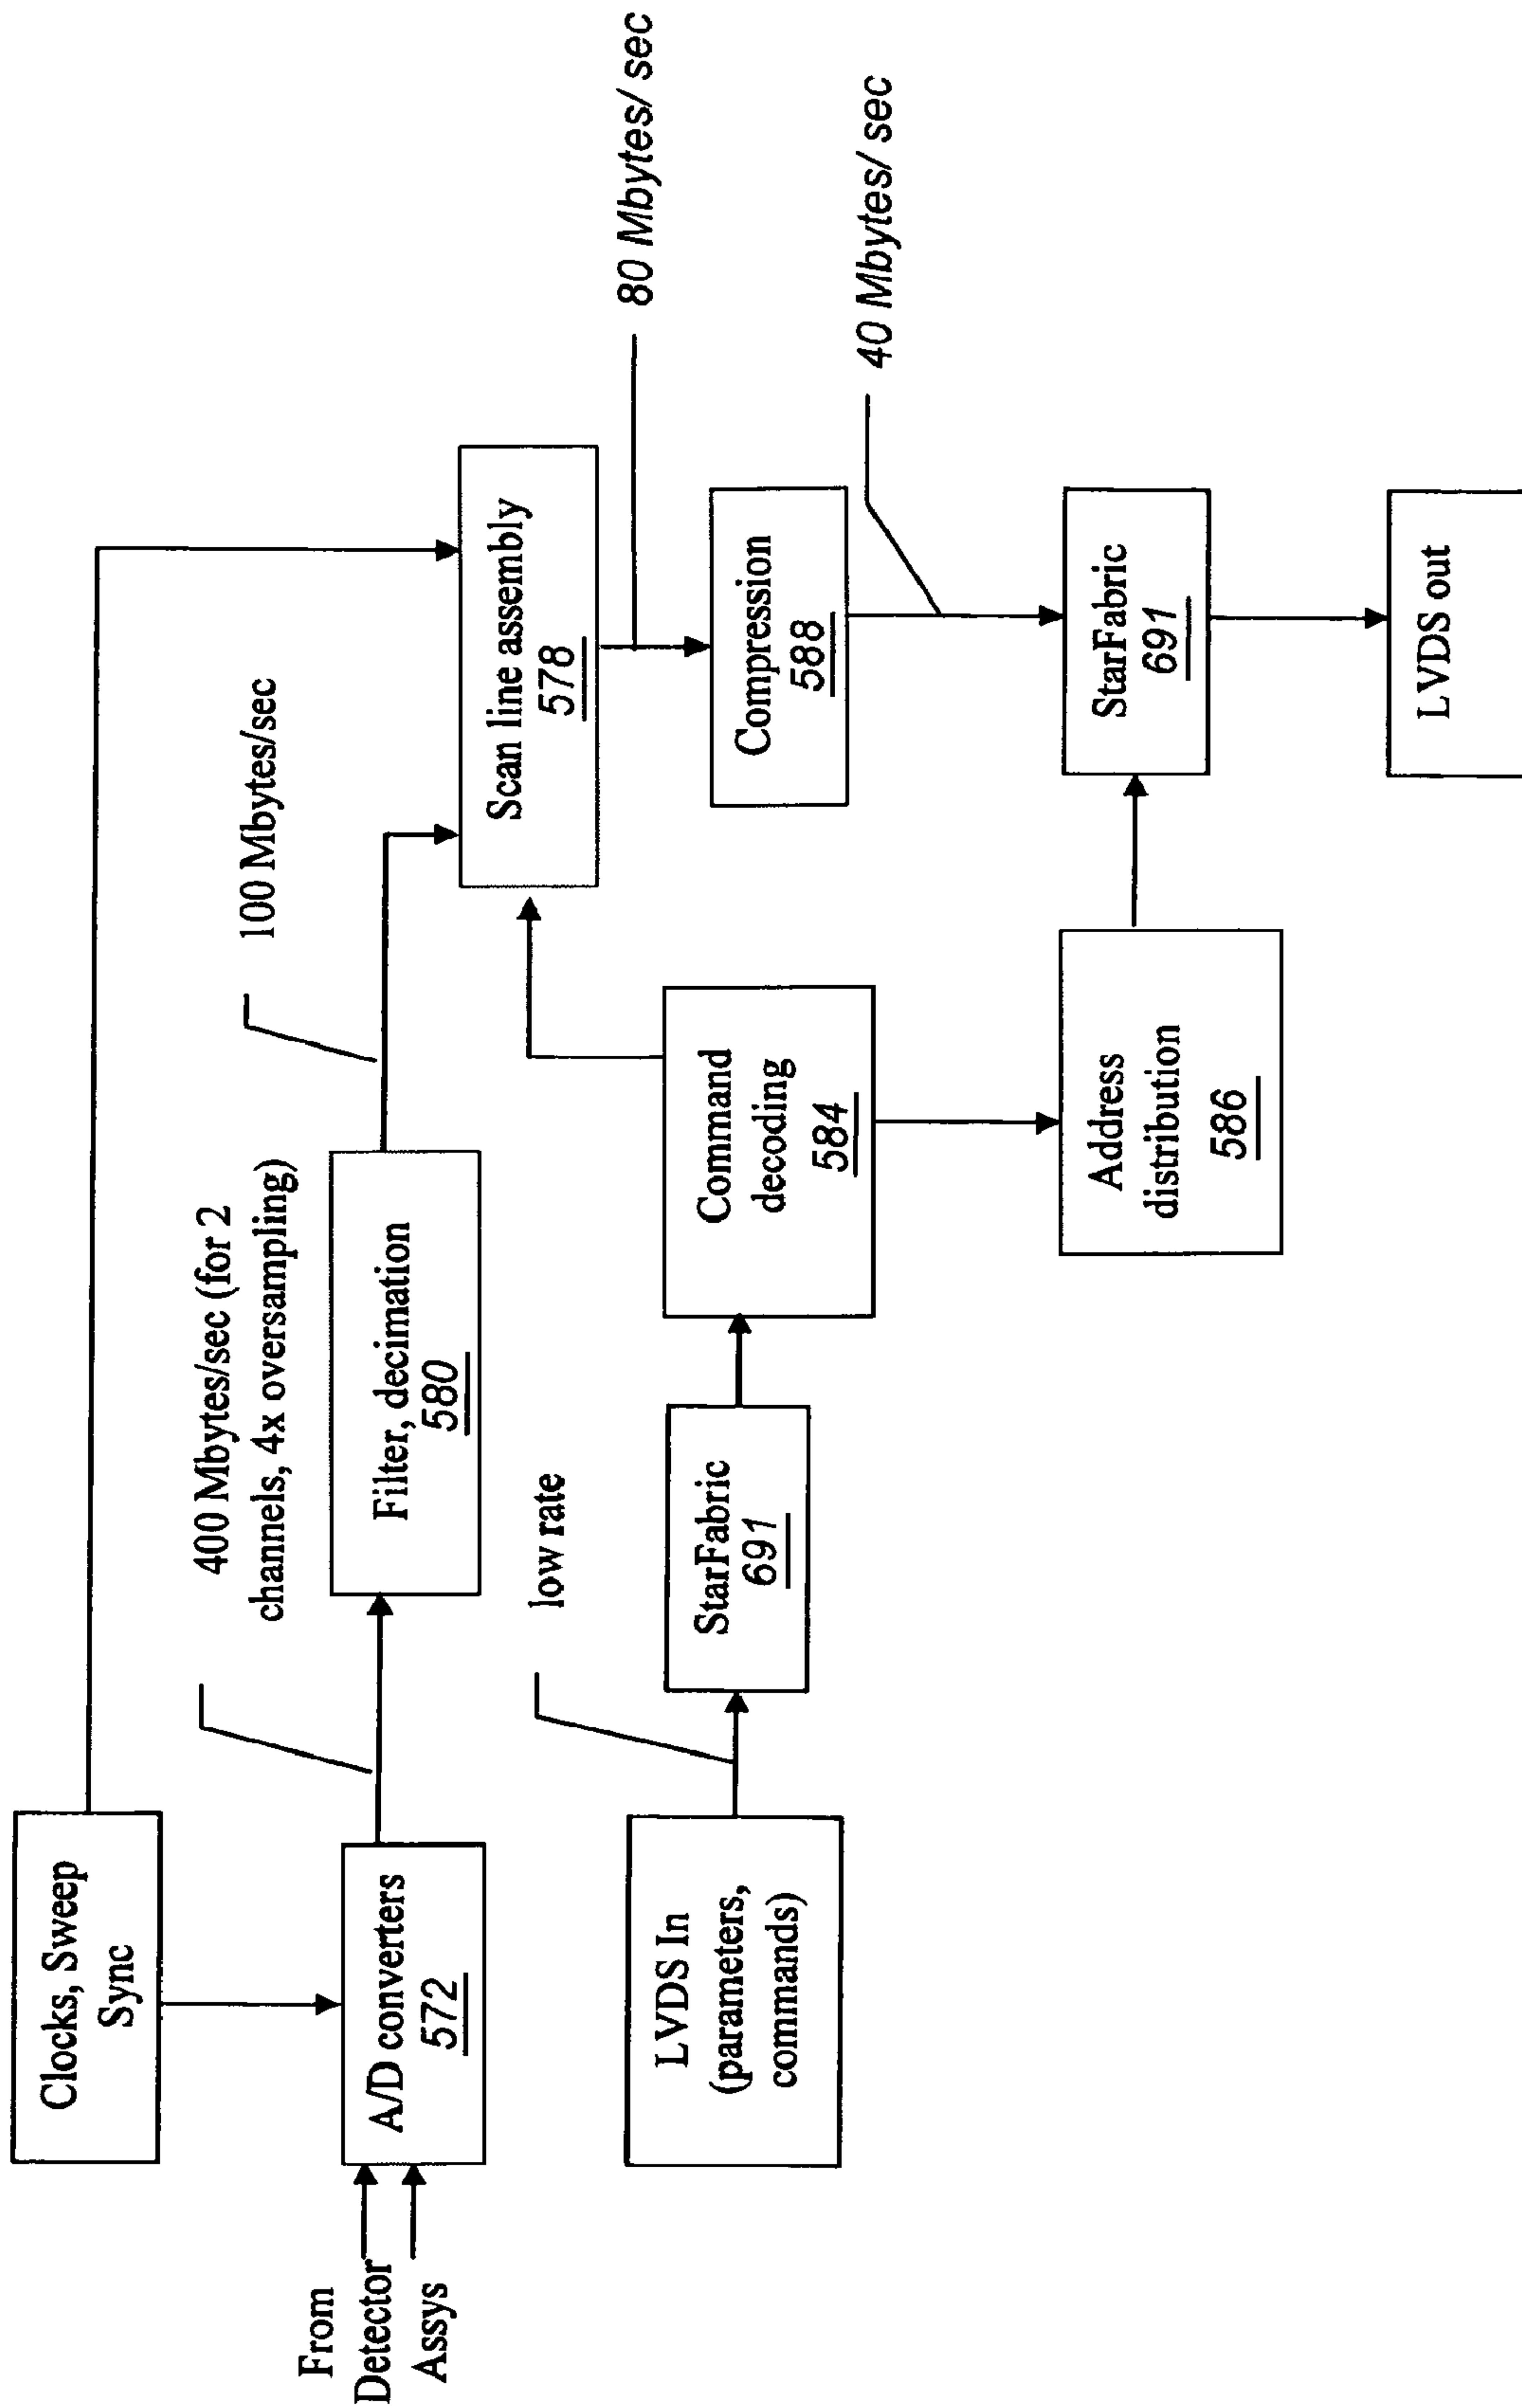 Clocks, Sweep
Sync
From
Detector
Assys
A/D converters
572
400 Mbytes/sec (for 2
channels, 4x oversampling)
Filter, decimation
580
100 Mbytes/sec
Scan line assembly
578
80 Mbytes/ sec
LVDS In
(parameters,
commands)
low rate
StarFabric
691
Command
decoding
584
Compression
588
40 Mbytes/ sec
Address
distribution
586
StarFabric
691
LVDS out